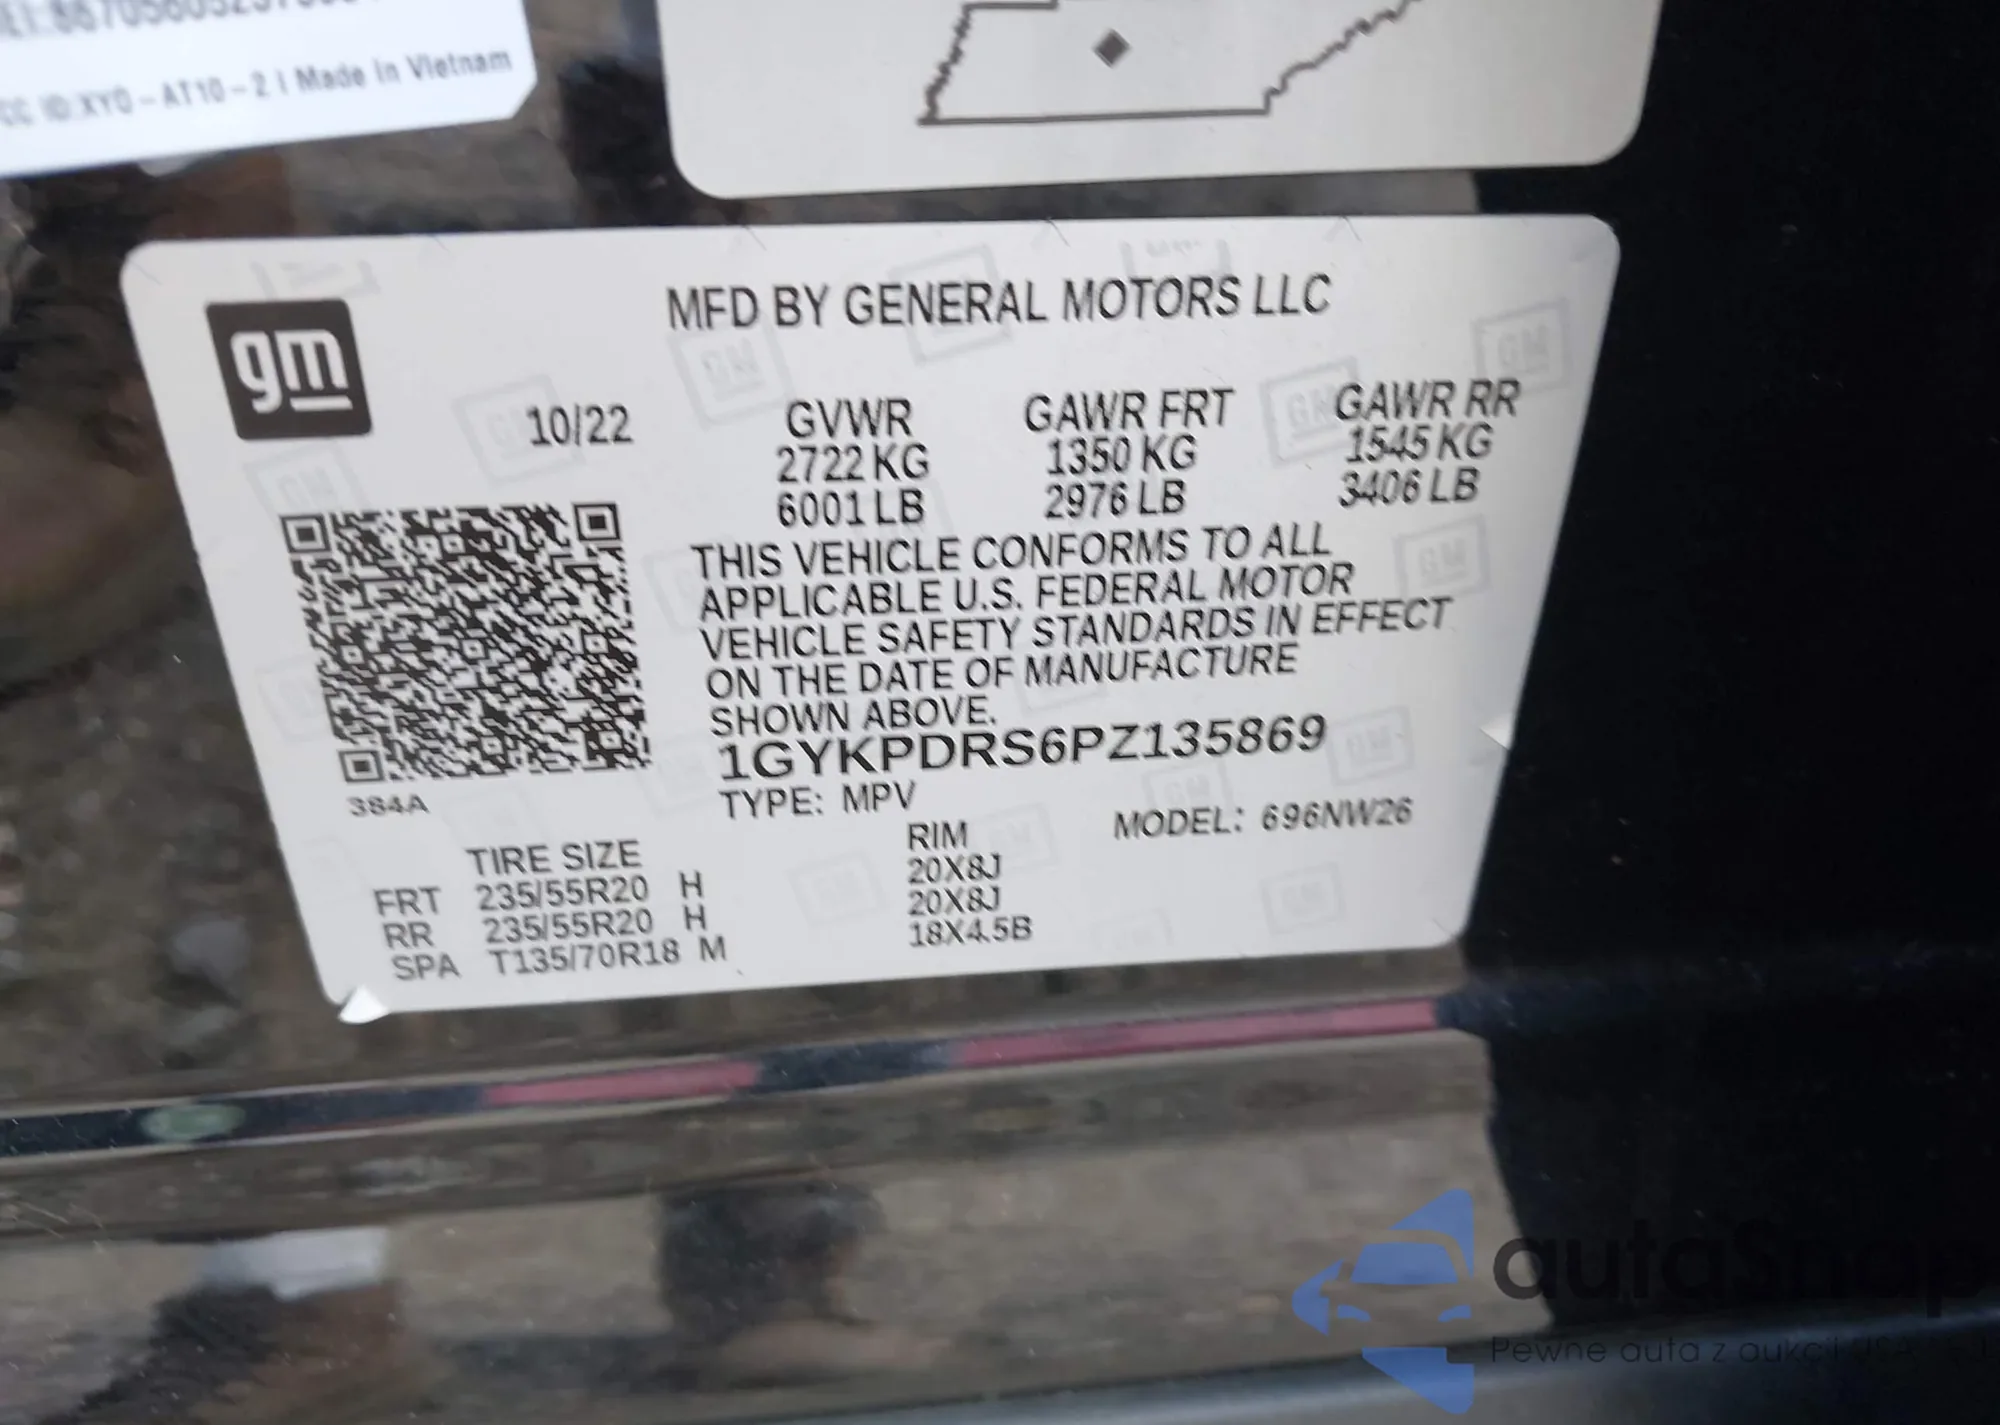 CC ID:XYO-AT10-2 | Made in Vietnam
gm
MFD BY GENERAL MOTORS LLC
10/22
GVWR GAWR FRT GAWR RR
2722 KG 1350 KG 1545 KG
6001 LB 2976 LB 3406 LB
THIS VEHICLE CONFORMS TO ALL
APPLICABLE U.S. FEDERAL MOTOR
VEHICLE SAFETY STANDARDS IN EFFECT
ON THE DATE OF MANUFACTURE
SHOWN ABOVE.
1GYKPDRS6PZ135869
384A
TYPE: MPV MODEL: 696NW26
TIRE SIZE RIM
FRT 235/55R20 H 20X8J
RR 235/55R20 H 20X8J
SPA T135/70R18 M 18X4.5B
autaSnap
Pewne auta z aukcji USA